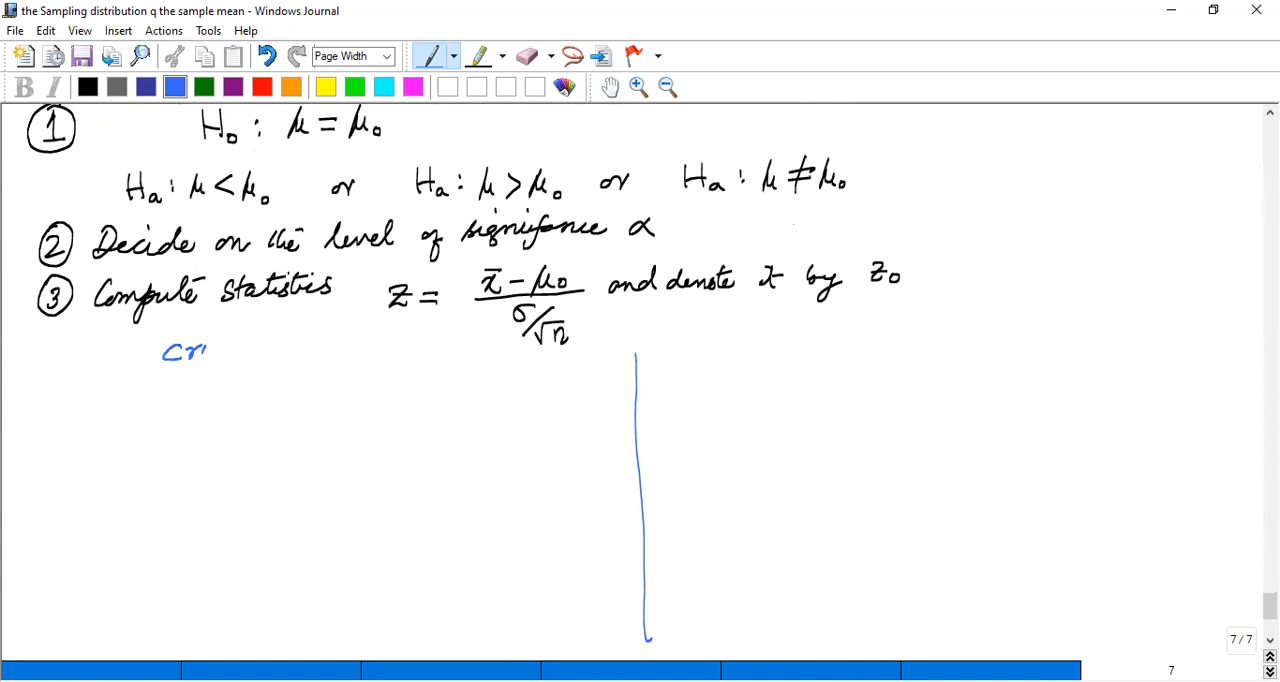 the Sampling distribution q the sample mean - Windows Journal
File Edit View Insert Actions Tools Help
Page Width
B I
1 H₀ : μ = μ₀
Hₐ : μ < μ₀ or Hₐ : μ > μ₀ or Hₐ : μ ≠ μ₀
2 Decide on the level of signifance α
3 Compute statistics z = (x̄ - μ₀)/(σ/√n) and denote it by z₀
cr
7 / 7
7